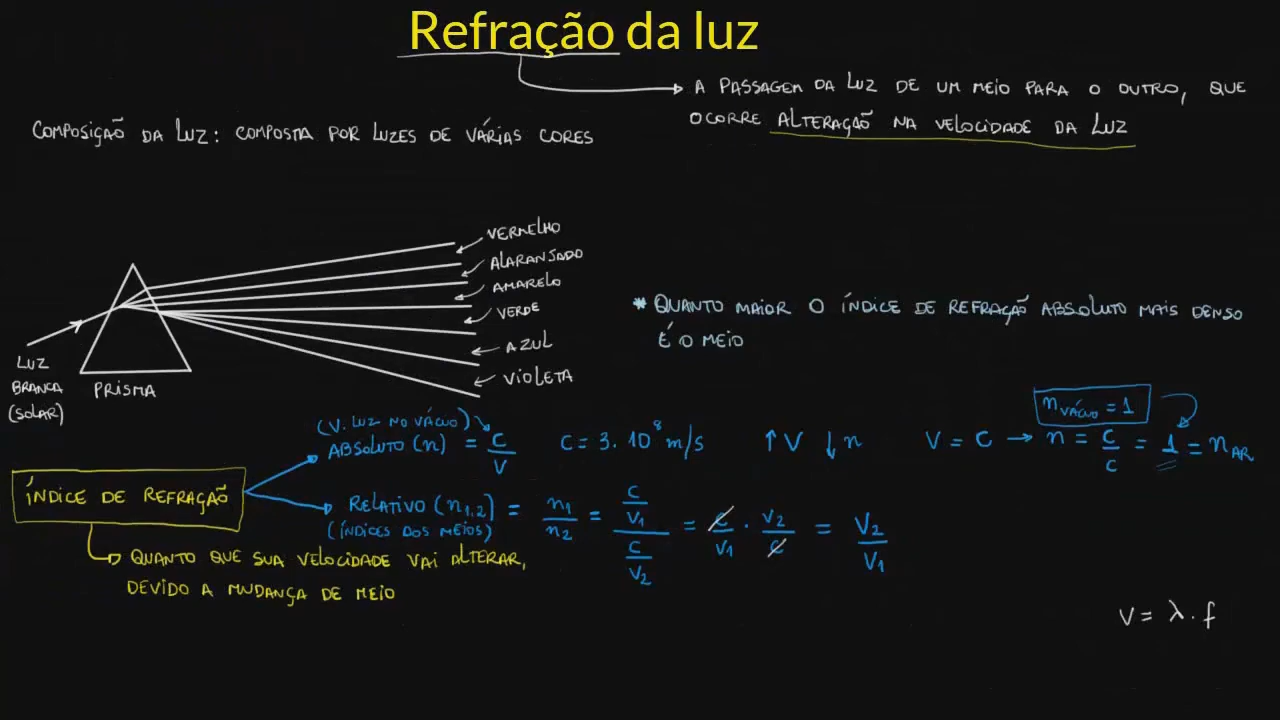 Refração da luz
A PASSAGEM DA LUZ DE UM MEIO PARA O OUTRO, QUE
OCORRE ALTERAÇÃO NA VELOCIDADE DA LUZ
COMPOSIÇÃO DA LUZ: COMPOSTA POR LUZES DE VÁRIAS CORES
VERMELHO
ALARANJADO
AMARELO
VERDE
AZUL
VIOLETA
LUZ
BRANCA
(SOLAR)
PRISMA
* QUANTO MAIOR O ÍNDICE DE REFRAÇÃO ABSOLUTO MAIS DENSO
É O MEIO
(V. LUZ NO VÁCUO)
ABSOLUTO (n) = c/v
C = 3. 10⁸ m/s
↑V ↓n
V = C → n = c/c = 1 = n AR
n VÁCUO = 1
ÍNDICE DE REFRAÇÃO
RELATIVO (n1,2) = n1/n2 = (c/v1)/(c/v2) = c/v1 . v2/c = v2/v1
(ÍNDICES DOS MEIOS)
QUANTO QUE SUA VELOCIDADE VAI ALTERAR,
DEVIDO A MUDANÇA DE MEIO
V = λ . f